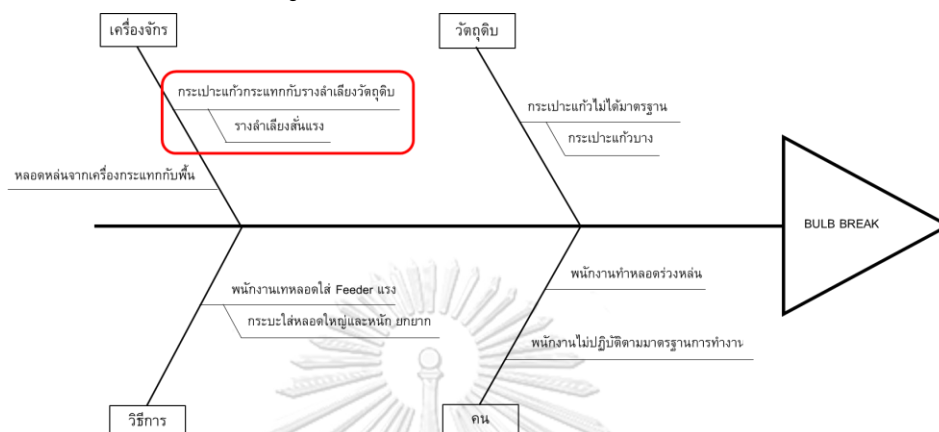 เครื่องจักร
วัตถุดิบ
กระเปาะแก้วกระแทกกับรางลำเลียงวัตถุดิบ
รางลำเลียงสั่นแรง
กระเปาะแก้วไม่ได้มาตรฐาน
กระเปาะแก้วบาง
หลอดหล่นจากเครื่องกระแทกกับพื้น
BULB BREAK
พนักงานเทหลอดใส่ Feeder แรง
กระบะใส่หลอดใหญ่และหนัก ยกยาก
พนักงานทำหลอดร่วงหล่น
พนักงานไม่ปฏิบัติตามมาตรฐานการทำงาน
วิธีการ
คน